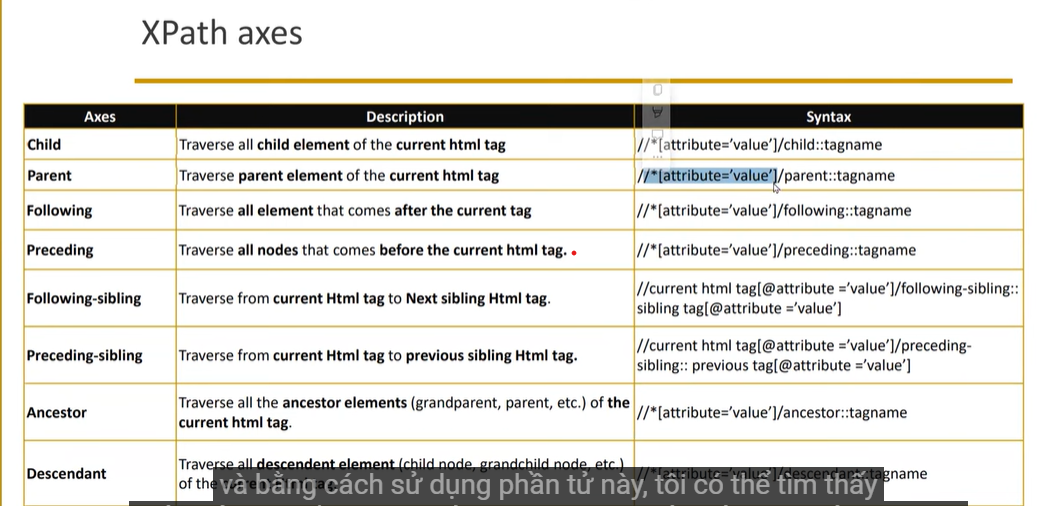 XPath axes
Axes Description Syntax
Child Traverse all child element of the current html tag //*[attribute='value']/child::tagname
Parent Traverse parent element of the current html tag //*[attribute='value']/parent::tagname
Following Traverse all element that comes after the current tag //*[attribute='value']/following::tagname
Preceding Traverse all nodes that comes before the current html tag. //*[attribute='value']/preceding::tagname
Following-sibling Traverse from current Html tag to Next sibling Html tag. //current html tag[@attribute ='value']/following-sibling::
sibling tag[@attribute ='value']
Preceding-sibling Traverse from current Html tag to previous sibling Html tag. //current html tag[@attribute ='value']/preceding-
sibling:: previous tag[@attribute ='value']
Ancestor Traverse all the ancestor elements (grandparent, parent, etc.) of the
current html tag. //*[attribute='value']/ancestor::tagname
Descendant Traverse all descendent element (child node, grandchild node, etc.)
of the //*[attribute='value']/descendant::tagname
và bằng cách sử dụng phần tử này, tôi có thể tìm thấy